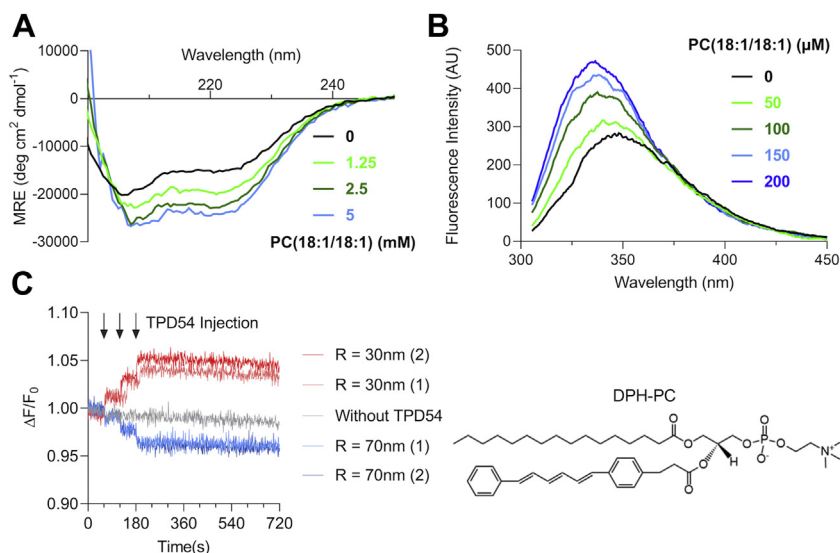 A
Wavelength (nm)
220
240
10000
0
-10000
-20000
-30000
MRE (deg cm2 dmol-1)
0
1.25
2.5
5
PC(18:1/18:1) (mM)
B
PC(18:1/18:1) (µM)
500
400
300
200
100
0
Fluorescence Intensity (AU)
0
50
100
150
200
300
350
400
450
Wavelength (nm)
C
TPD54 Injection
1.10
1.05
1.00
0.95
0.90
ΔF/F0
0
180
360
540
720
Time(s)
R = 30nm (2)
R = 30nm (1)
Without TPD54
R = 70nm (1)
R = 70nm (2)
DPH-PC
O
O
O
O
O
P
O
O-
N+
H
O